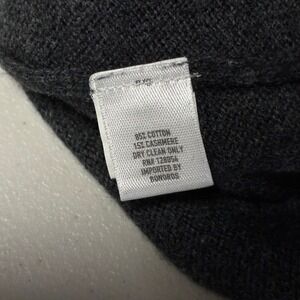 85% COTTON
15% CASHMERE
DRY CLEAN ONLY
RN# 128054
IMPORTED BY
BONOBOS